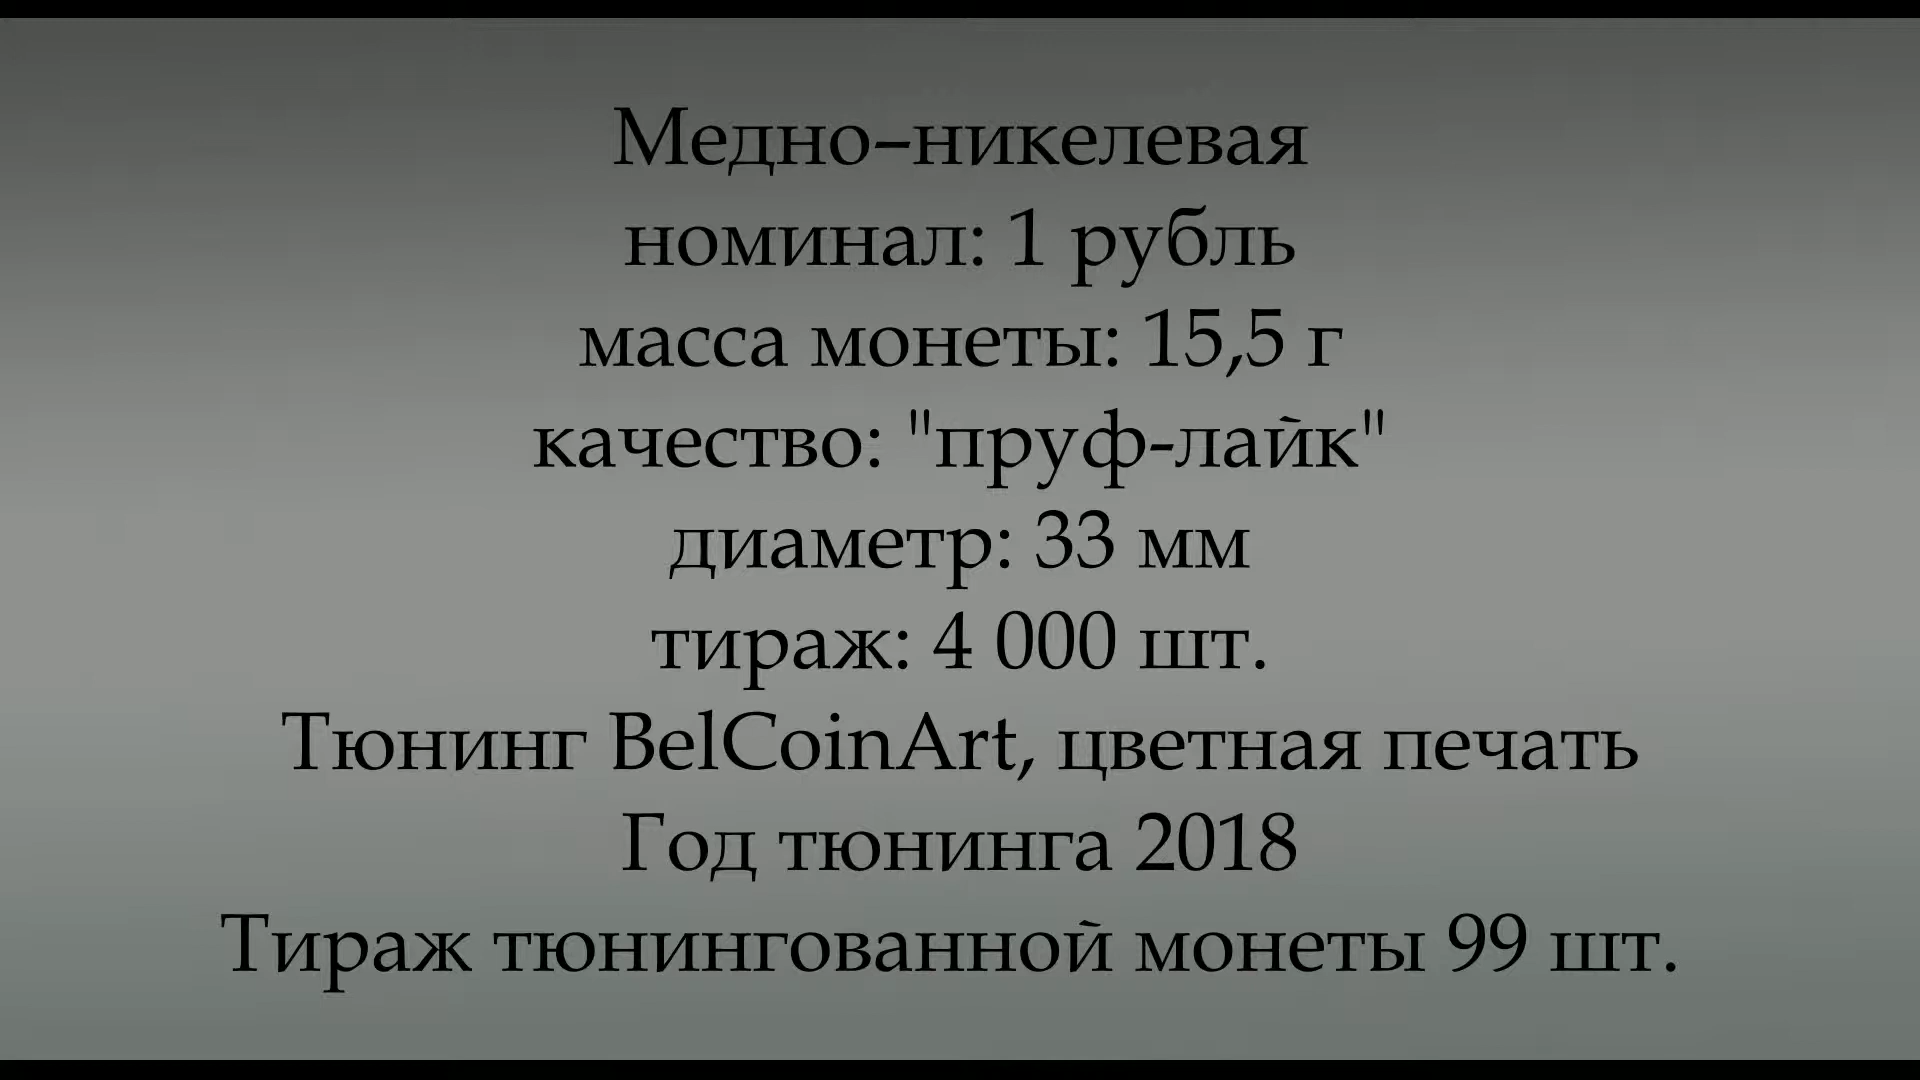 Медно–никелевая
номинал: 1 рубль
масса монеты: 15,5 г
качество: "пруф-лайк"
диаметр: 33 мм
тираж: 4 000 шт.
Тюнинг BelCoinArt, цветная печать
Год тюнинга 2018
Тираж тюнингованной монеты 99 шт.